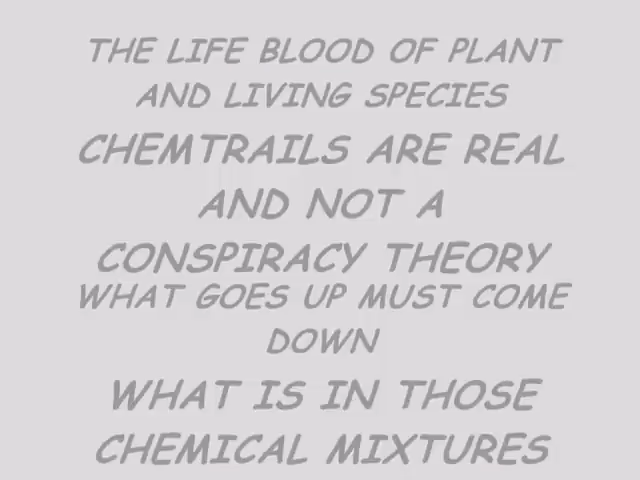 THE LIFE BLOOD OF PLANT
AND LIVING SPECIES
CHEMTRAILS ARE REAL
AND NOT A
CONSPIRACY THEORY
WHAT GOES UP MUST COME
DOWN
WHAT IS IN THOSE
CHEMICAL MIXTURES